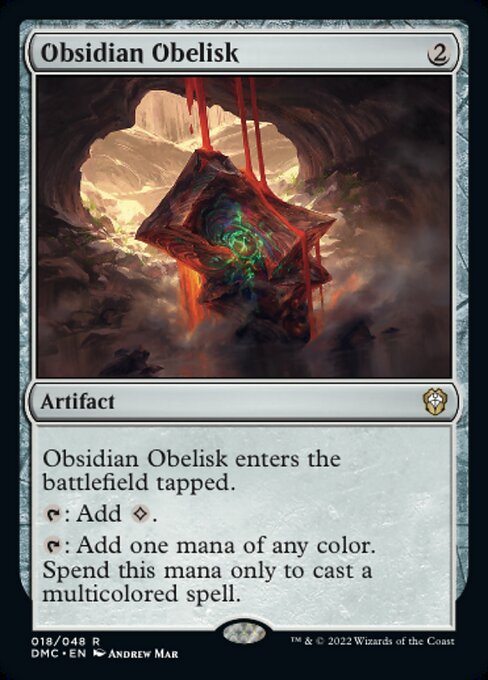 Obsidian Obelisk 2
Artifact
Obsidian Obelisk enters the
battlefield tapped.
: Add .
: Add one mana of any color.
Spend this mana only to cast a
multicolored spell.
018/048 R
DMC • EN Andrew Mar
™ & © 2022 Wizards of the Coast